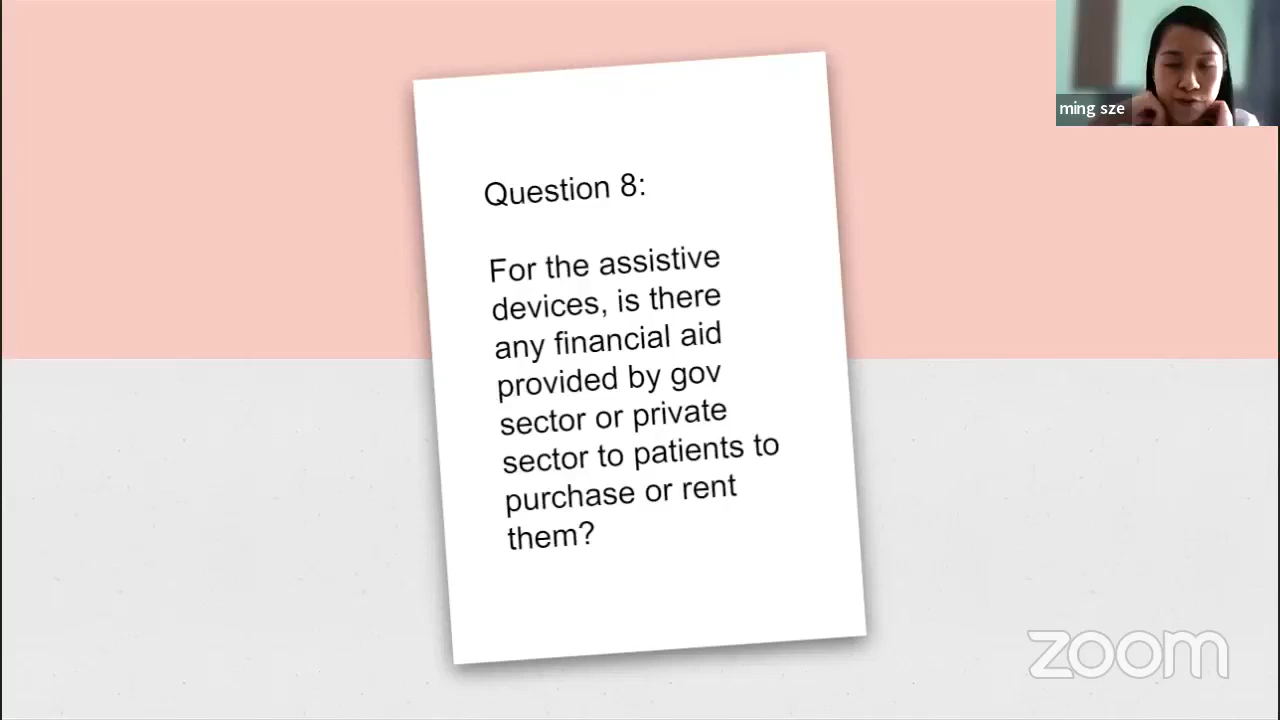 ming sze
Question 8:
For the assistive
devices, is there
any financial aid
provided by gov
sector or private
sector to patients to
purchase or rent
them?
zoom